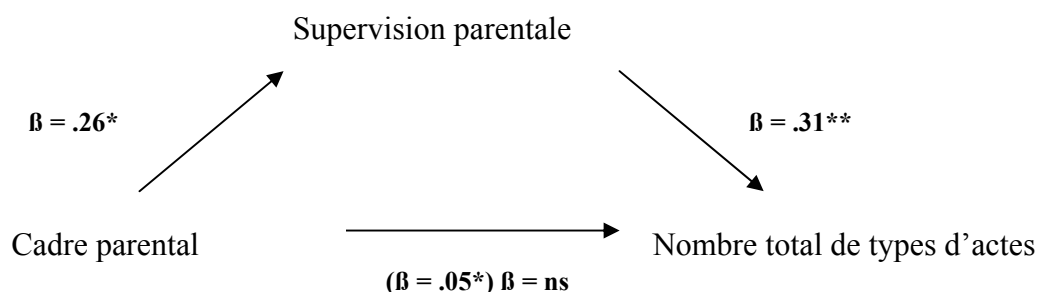 Supervision parentale
ß = .26*
ß = .31**
Cadre parental
Nombre total de types d’actes
(ß = .05*) ß = ns